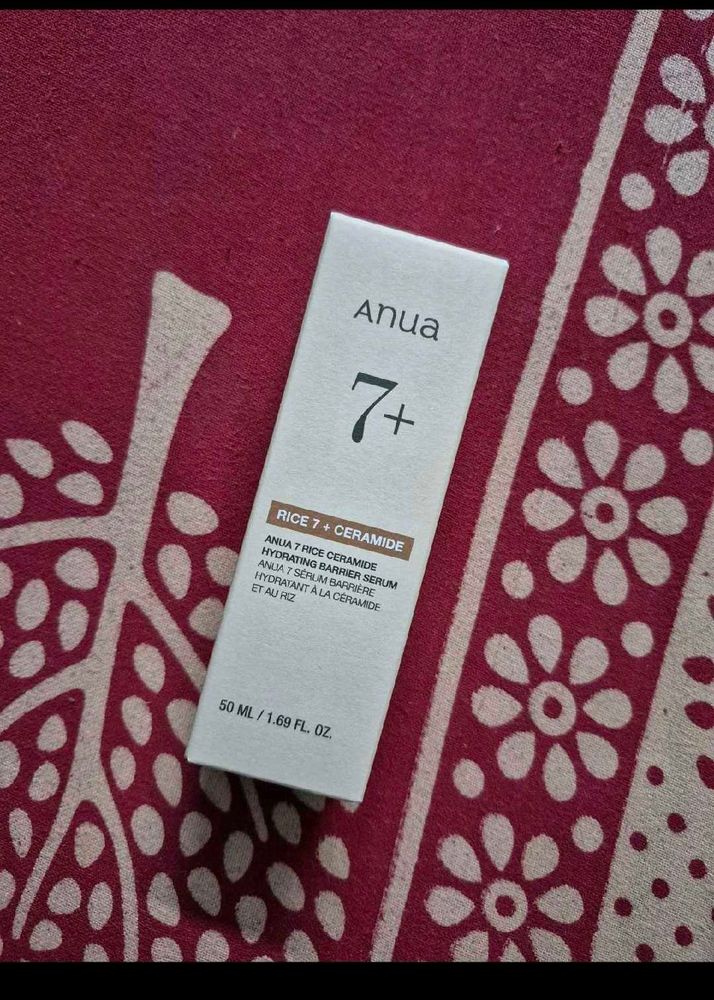 Anua
7+
RICE 7 + CERAMIDE
ANUA 7 RICE CERAMIDE
HYDRATING BARRIER SERUM
ANUA 7 SÉRUM BARRIÈRE
HYDRATANT À LA CÉRAMIDE
ET AU RIZ
50 ML / 1.69 FL. OZ.